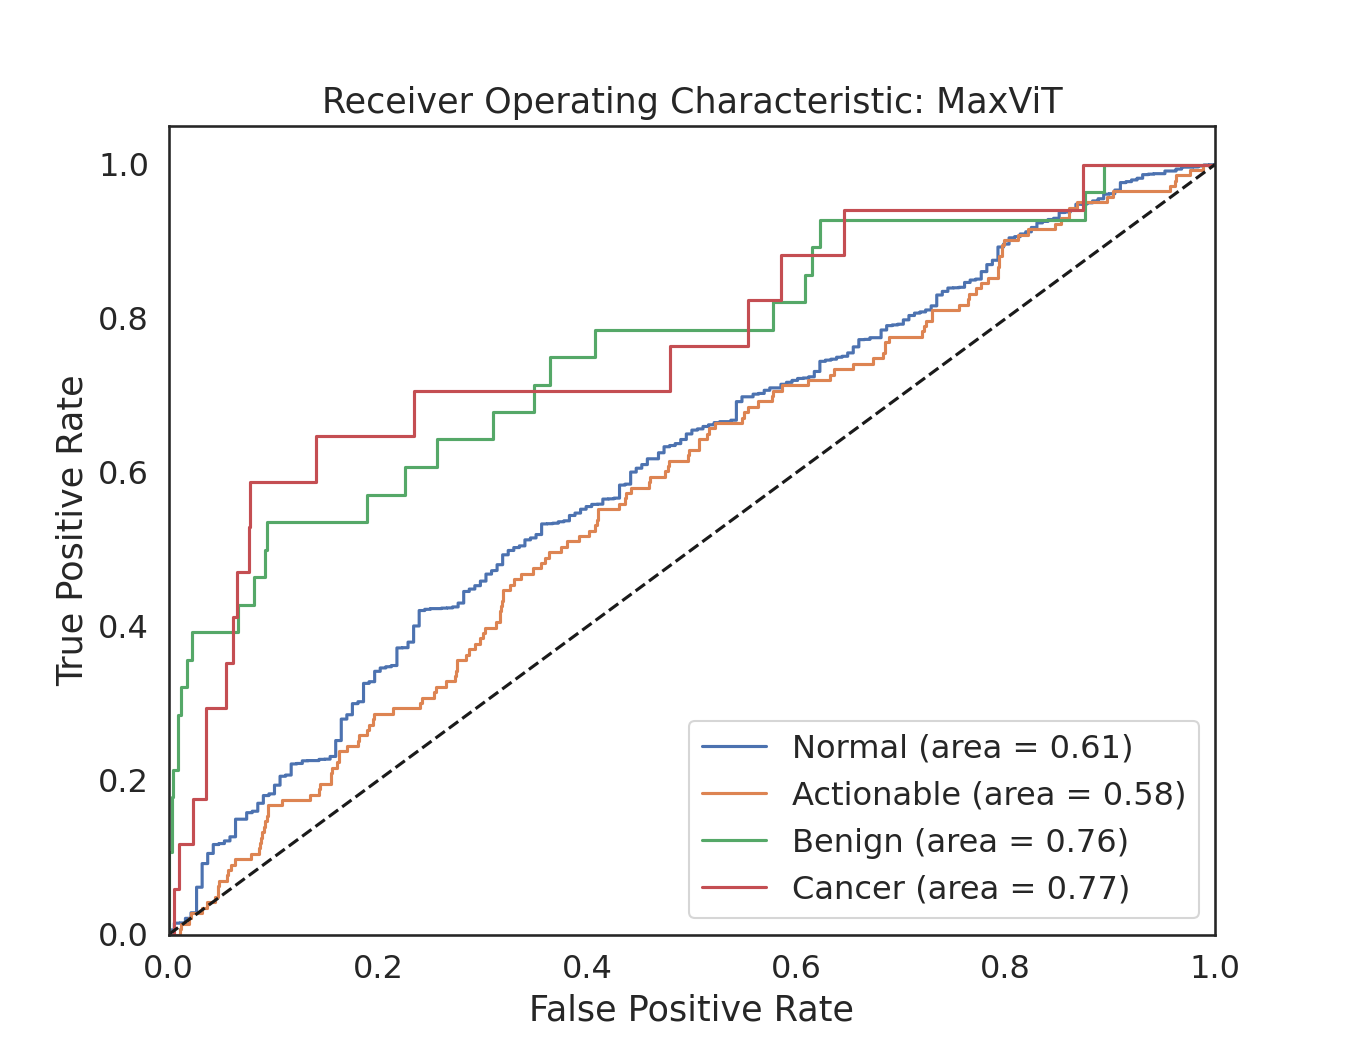 Receiver Operating Characteristic: MaxViT
1.0
0.8
0.6
0.4
0.2
0.0
True Positive Rate
Normal (area = 0.61)
Actionable (area = 0.58)
Benign (area = 0.76)
Cancer (area = 0.77)
0.0 0.2 0.4 0.6 0.8 1.0
False Positive Rate